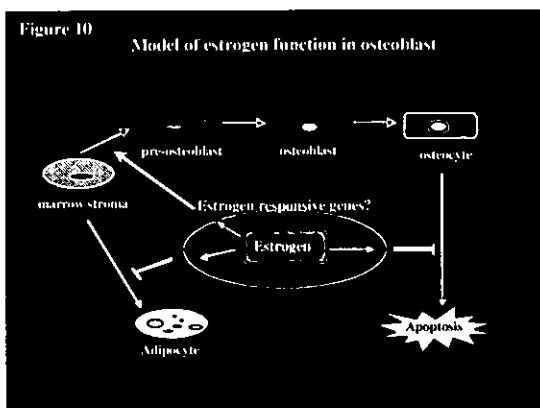 Figure 10
Model of estrogen function in osteoblast
pre-osteoblast
osteoblast
osteocyte
marrow stroma
Estrogen responsive genes?
Estrogen
Adipocyte
Apoptosis